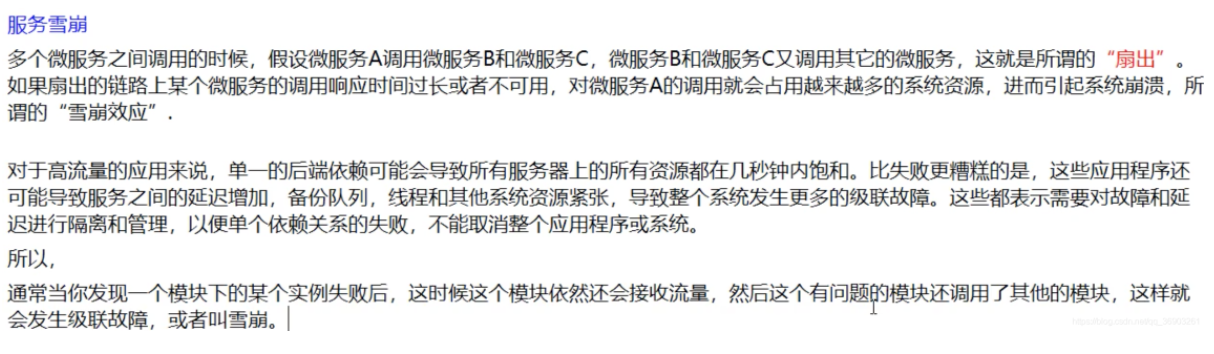 服务雪崩
多个微服务之间调用的时候，假设微服务A调用微服务B和微服务C，微服务B和微服务C又调用其它的微服务，这就是所谓的“扇出”。
如果扇出的链路上某个微服务的调用响应时间过长或者不可用，对微服务A的调用就会占用越来越多的系统资源，进而引起系统崩溃，所
谓的“雪崩效应”.
对于高流量的应用来说，单一的后端依赖可能会导致所有服务器上的所有资源都在几秒钟内饱和。比失败更糟糕的是，这些应用程序还
可能导致服务之间的延迟增加，备份队列，线程和其他系统资源紧张，导致整个系统发生更多的级联故障。这些都表示需要对故障和延
迟进行隔离和管理，以便单个依赖关系的失败，不能取消整个应用程序或系统。
所以，
通常当你发现一个模块下的某个实例失败后，这时候这个模块依然还会接收流量，然后这个有问题的模块还调用了其他的模块，这样就
会发生级联故障，或者叫雪崩。